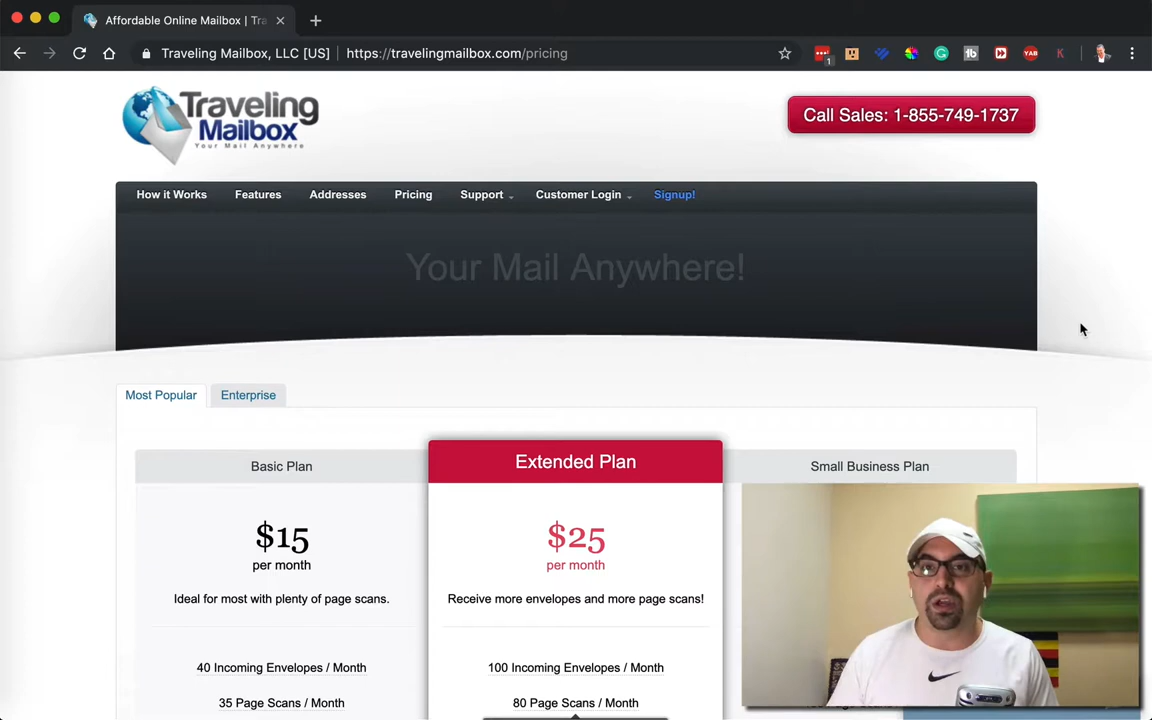 Affordable Online Mailbox | Tra
Traveling Mailbox, LLC [US] | https://travelingmailbox.com/pricing
1
YAB
K
Traveling
Mailbox
Your Mail Anywhere
Call Sales: 1-855-749-1737
How it Works Features Addresses Pricing Support Customer Login Signup!
Your Mail Anywhere!
Most Popular Enterprise
Basic Plan Extended Plan Small Business Plan
$15 $25
per month per month
Ideal for most with plenty of page scans. Receive more envelopes and more page scans!
40 Incoming Envelopes / Month 100 Incoming Envelopes / Month
35 Page Scans / Month 80 Page Scans / Month